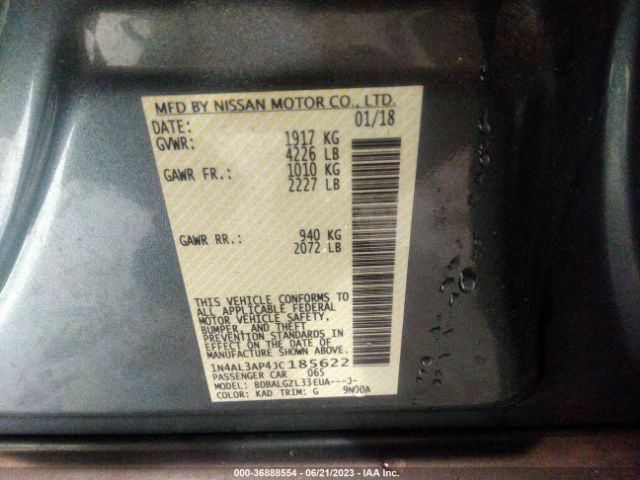 MFD BY NISSAN MOTOR CO., LTD.
DATE: 01/18
GVWR: 1917 KG
4226 LB
GAWR FR.: 1010 KG
2227 LB
GAWR RR.: 940 KG
2072 LB
THIS VEHICLE CONFORMS TO
ALL APPLICABLE FEDERAL
MOTOR VEHICLE SAFETY,
BUMPER, AND THEFT
PREVENTION STANDARDS IN
EFFECT ON THE DATE OF
MANUFACTURE SHOWN ABOVE.
1N4AL3AP4JC185622
PASSENGER CAR 065
MODEL: BDBALGZL33EUA---J-
COLOR: KAD TRIM: G 9N00A
000-36888554 - 06/21/2023 - IAA Inc.